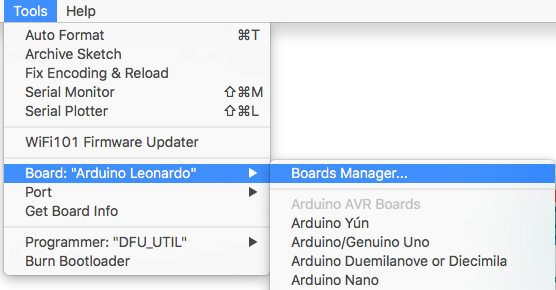 Tools Help
Auto Format ⌘T
Archive Sketch
Fix Encoding & Reload
Serial Monitor ⇧⌘M
Serial Plotter ⇧⌘L
WiFi101 Firmware Updater
Board: "Arduino Leonardo"
Port
Get Board Info
Programmer: "DFU_UTIL"
Burn Bootloader
Boards Manager...
Arduino AVR Boards
Arduino Yún
Arduino/Genuino Uno
Arduino Duemilanove or Diecimila
Arduino Nano